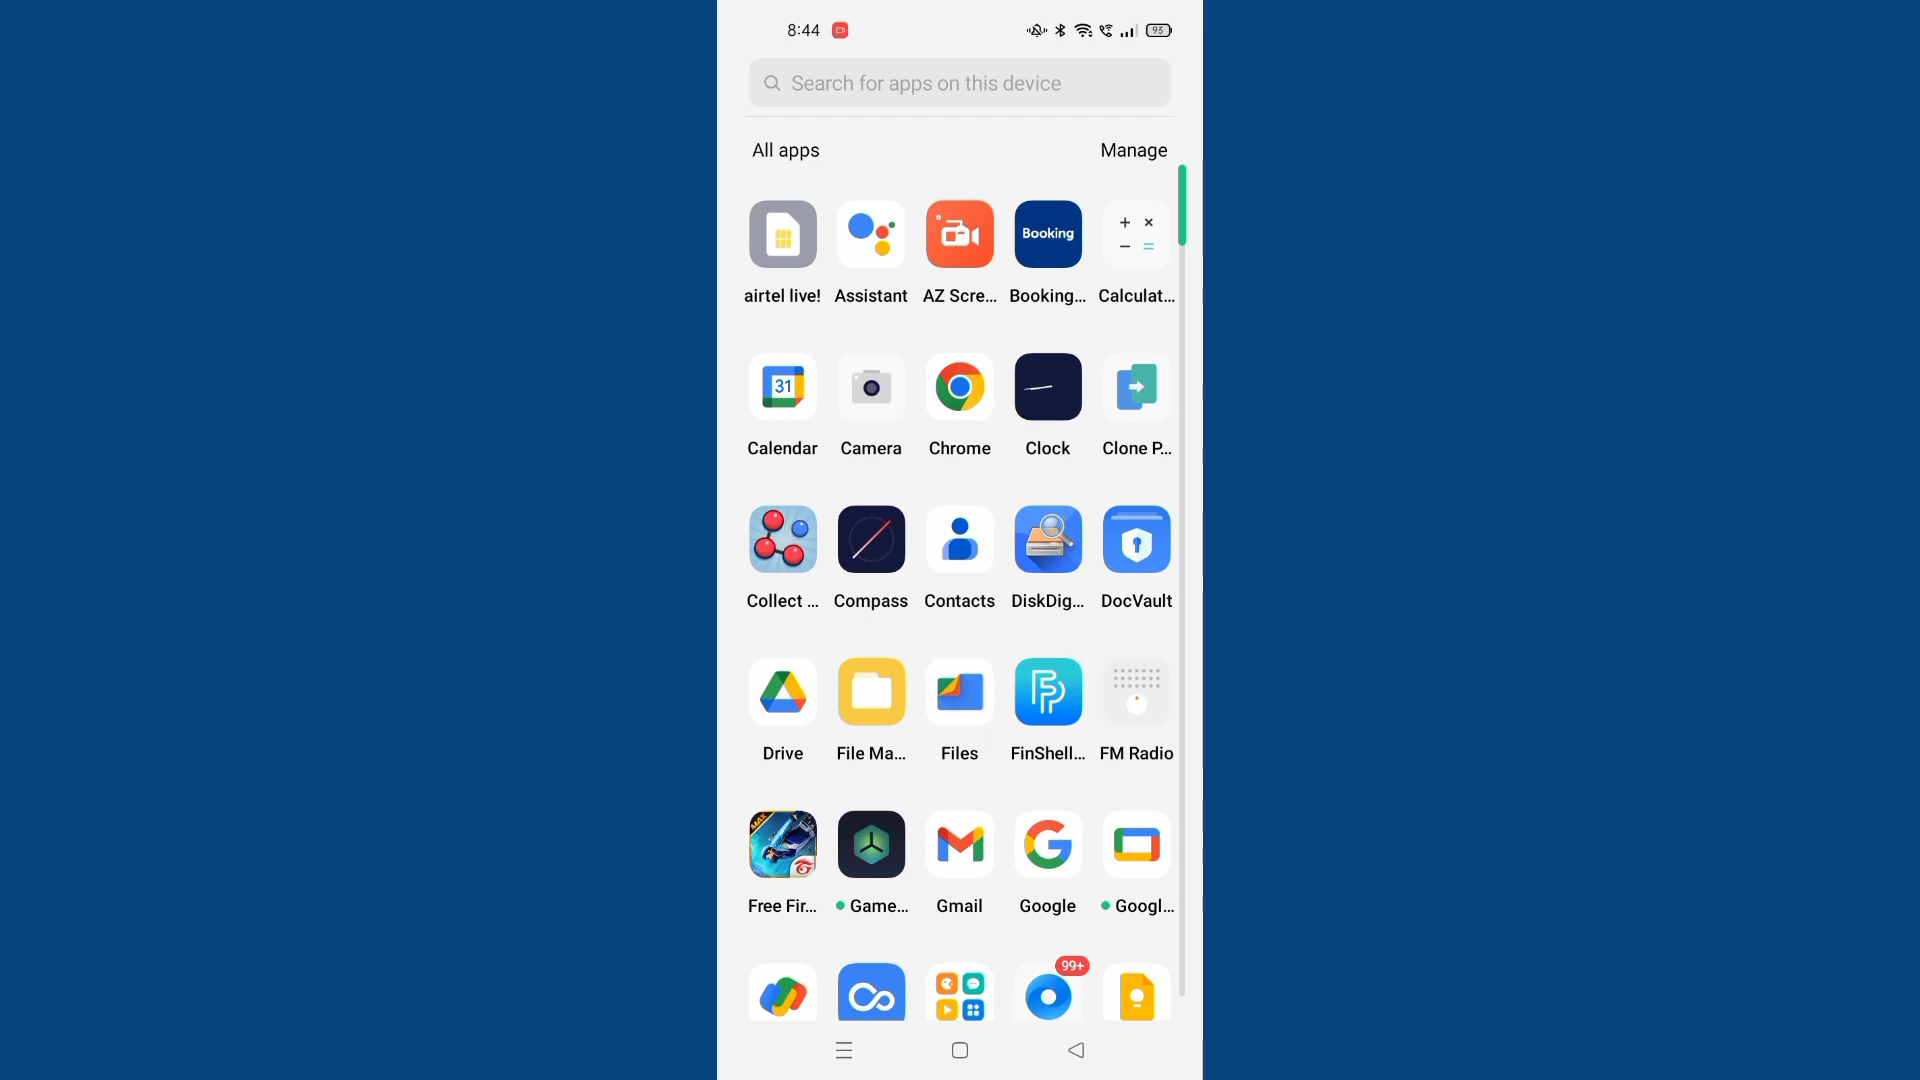 8:44
93
Search for apps on this device
All apps
Manage
Booking
+ ×
− =
airtel live!
Assistant
AZ Scre...
Booking...
Calculat...
31
Calendar
Camera
Chrome
Clock
Clone P...
Collect ...
Compass
Contacts
DiskDig...
DocVault
Drive
File Ma...
Files
FinShell...
FM Radio
MAX
Free Fir...
Game...
Gmail
Google
Googl...
99+